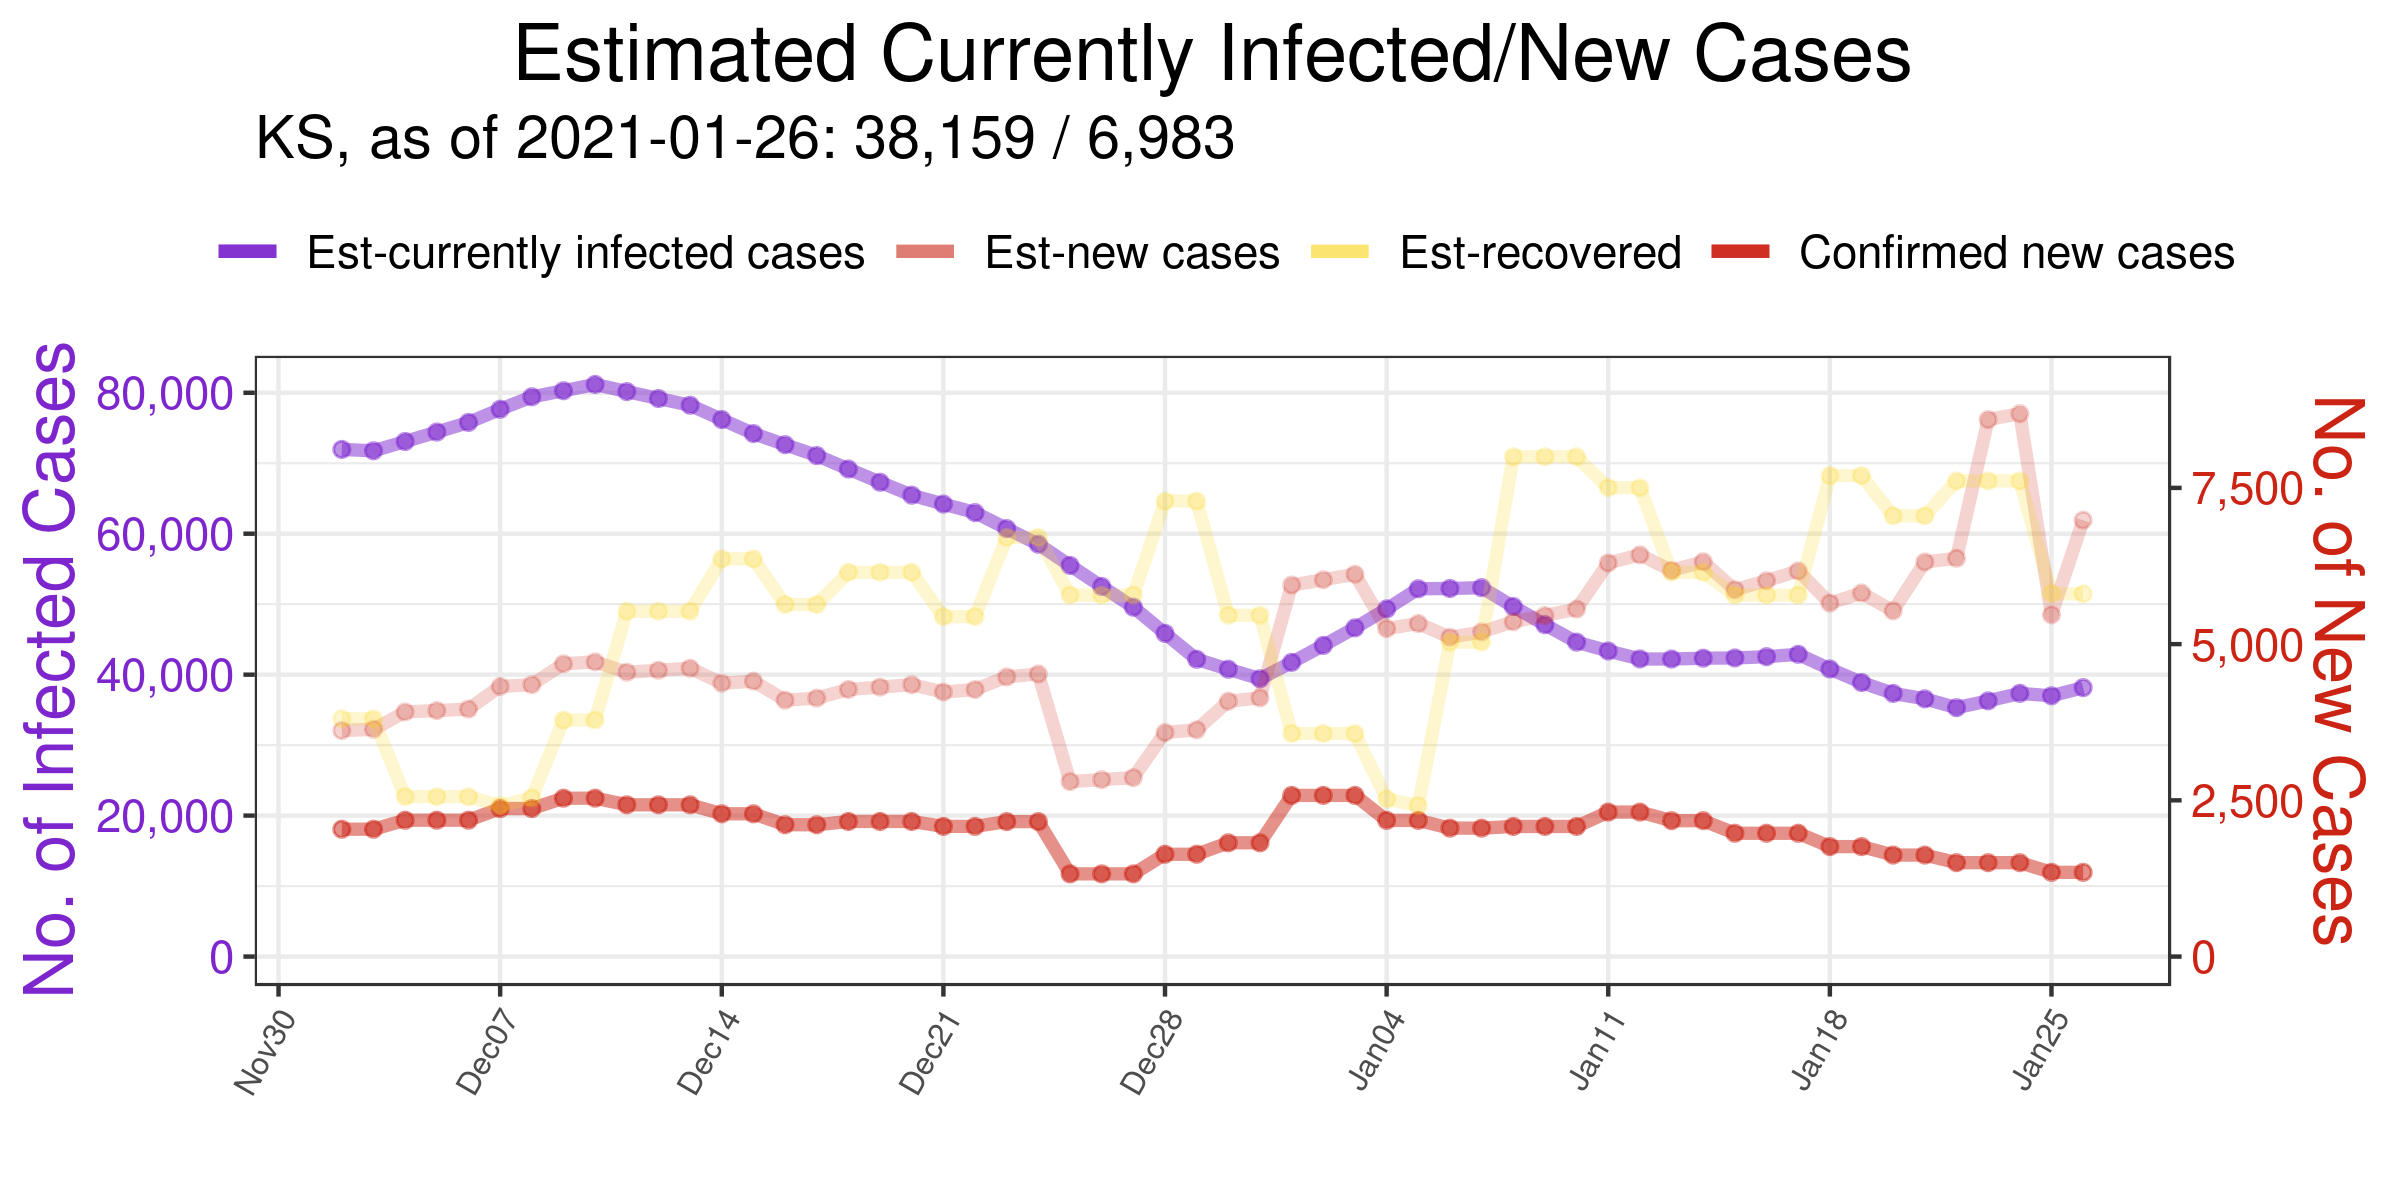 Estimated Currently Infected/New Cases
KS, as of 2021-01-26: 38,159 / 6,983
Est-currently infected cases Est-new cases Est-recovered Confirmed new cases
No. of Infected Cases
80,000
60,000
40,000
20,000
0
7,500
5,000
2,500
0
No. of New Cases
Nov30 Dec07 Dec14 Dec21 Dec28 Jan04 Jan11 Jan18 Jan25